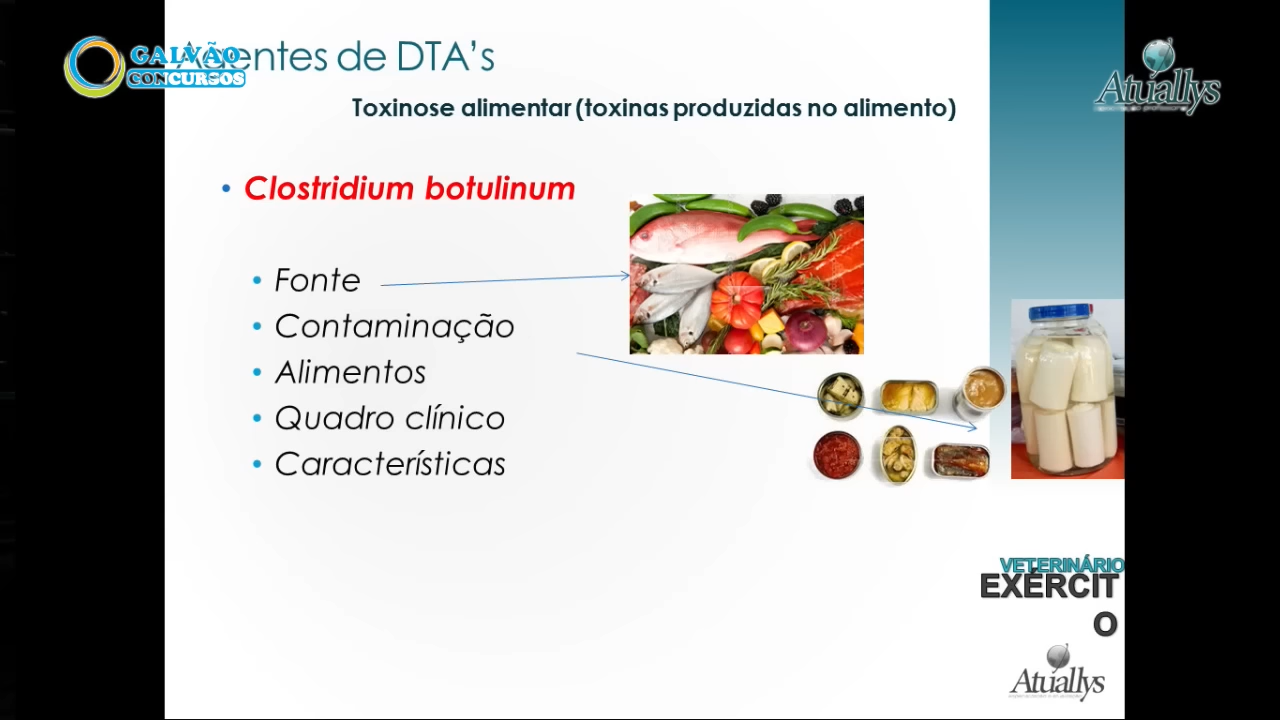 Agentes de DTA's
GALVÃO
CONCURSOS
Atuallys
Toxinose alimentar (toxinas produzidas no alimento)
• Clostridium botulinum
• Fonte
• Contaminação
• Alimentos
• Quadro clínico
• Características
VETERINÁRIO
EXÉRCIT
O
Atuallys